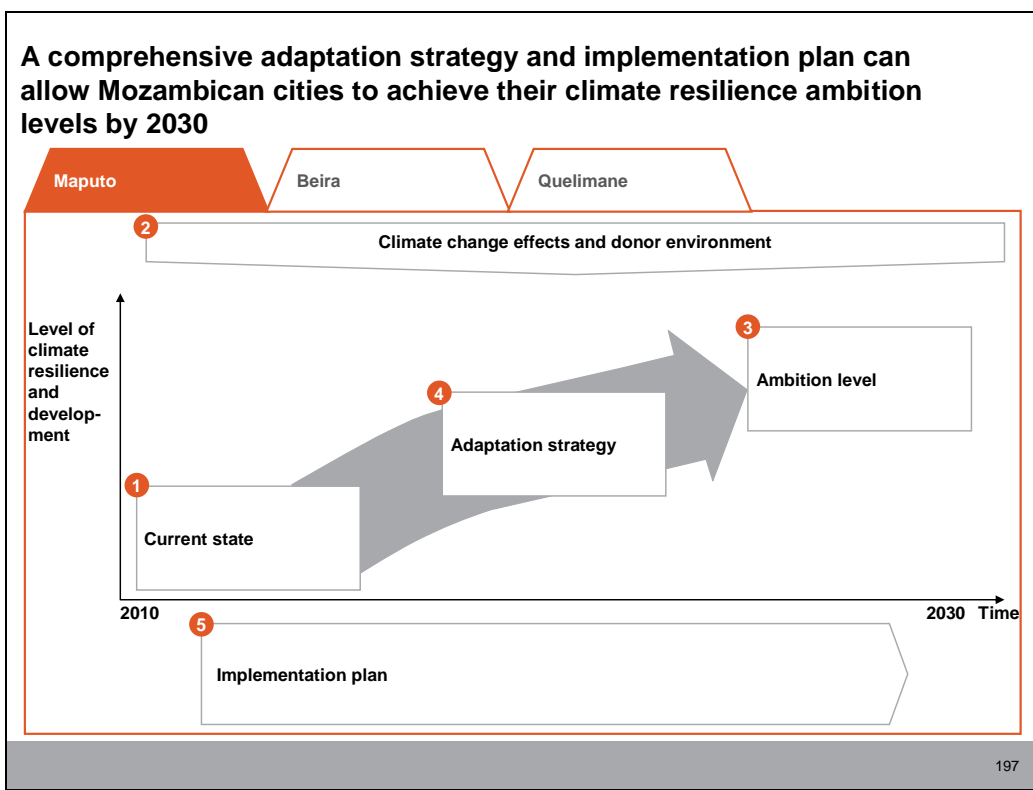 A comprehensive adaptation strategy and implementation plan can
allow Mozambican cities to achieve their climate resilience ambition
levels by 2030
Maputo
Beira
Quelimane
2
Climate change effects and donor environment
Level of
climate
resilience
and
develop-
ment
3
Ambition level
4
Adaptation strategy
1
Current state
2010
2030 Time
5
Implementation plan
197